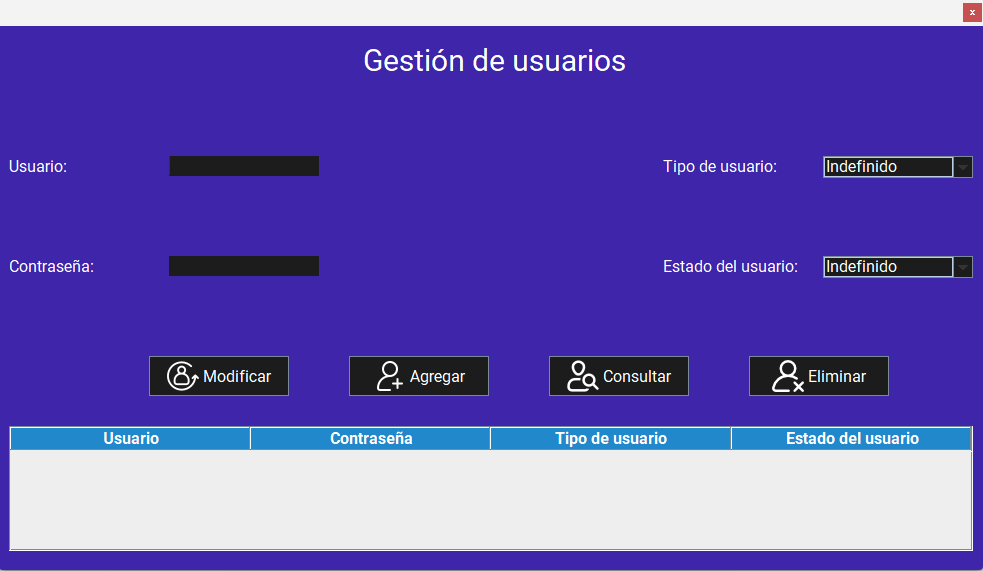 x
Gestión de usuarios
Usuario: Tipo de usuario: Indefinido
Contraseña: Estado del usuario: Indefinido
Modificar Agregar Consultar Eliminar
Usuario Contraseña Tipo de usuario Estado del usuario